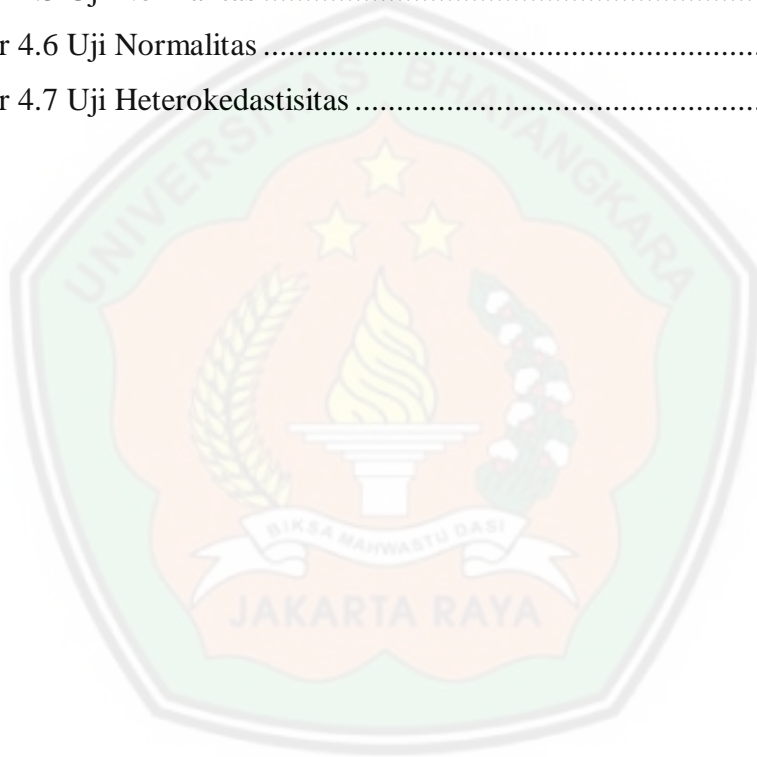 r 4.6 Uji Normalitas
r 4.7 Uji Heterokedastisitas
UNIVERSITAS BHAYANGKARA
BIKSA MAHWASTU DASI
JAKARTA RAYA